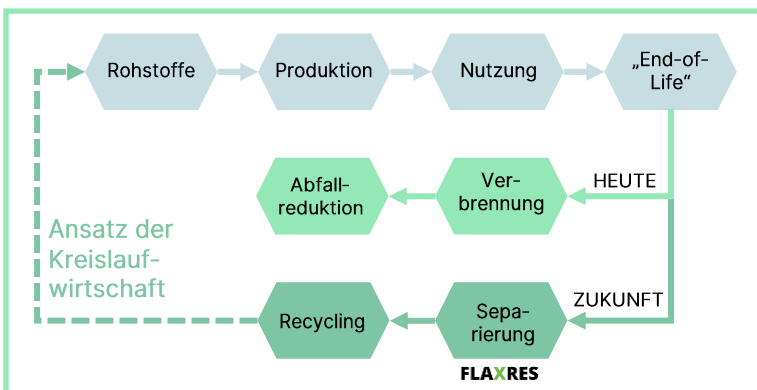 Rohstoffe
Produktion
Nutzung
„End-of-
Life“
Abfall-
reduktion
Ver-
brennung
HEUTE
Ansatz der
Kreislauf-
wirtschaft
Recycling
Sepa-
rierung
ZUKUNFT
FLAXRES